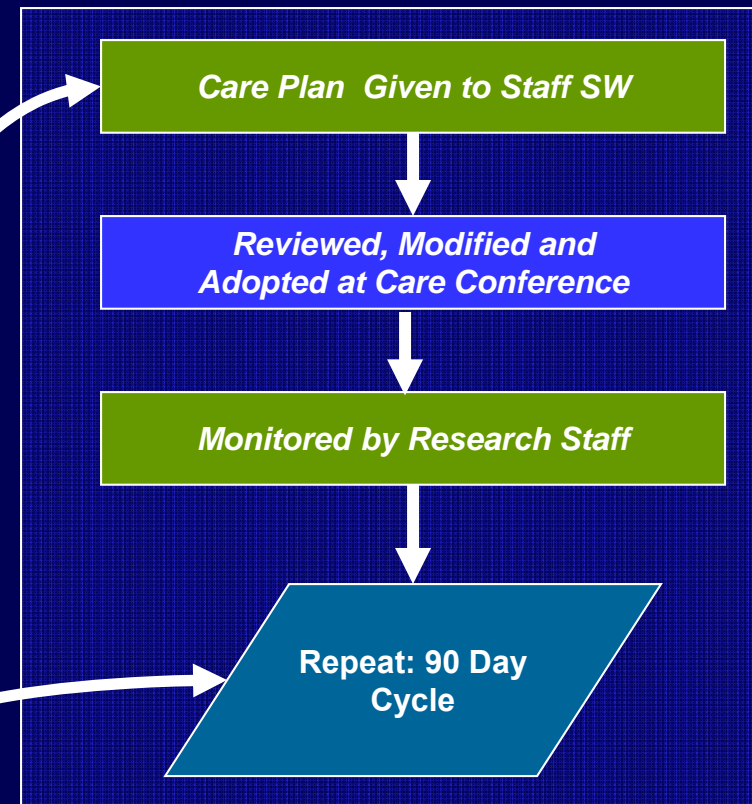 Care Plan Given to Staff SW
Reviewed, Modified and
Adopted at Care Conference
Monitored by Research Staff
Repeat: 90 Day
Cycle